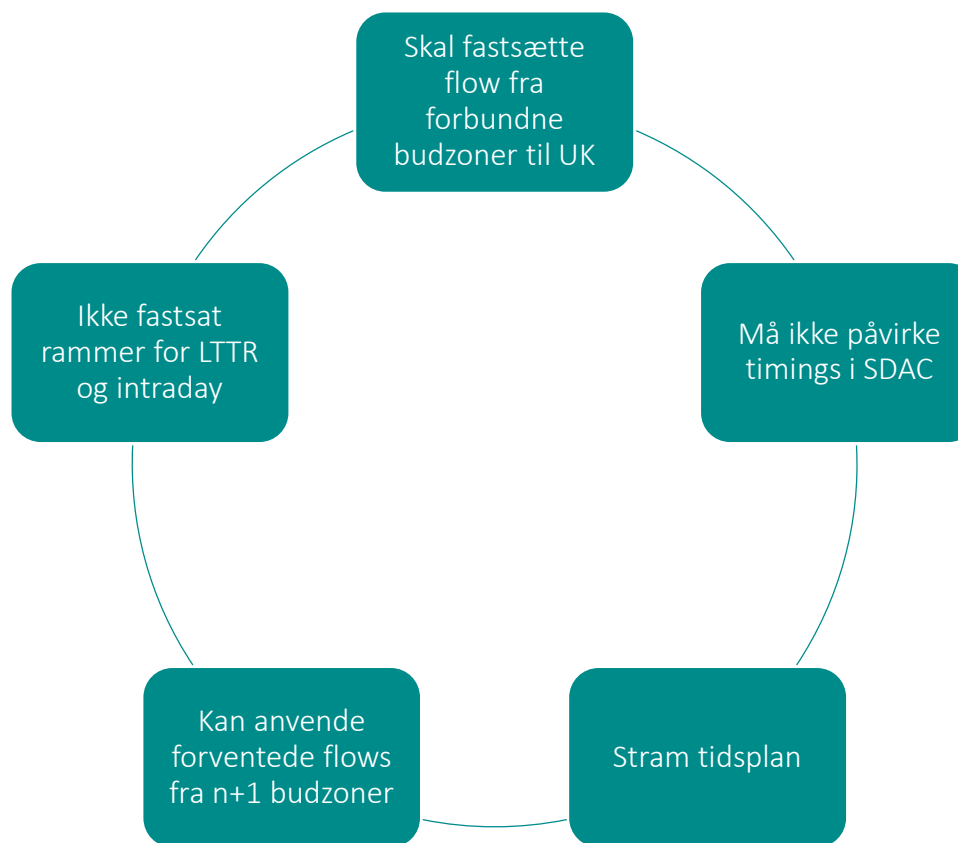 Skal fastsætte
flow fra
forbundne
budzoner til UK
Må ikke påvirke
timings i SDAC
Stram tidsplan
Kan anvende
forventede flows
fra n+1 budzoner
Ikke fastsat
rammer for LTTR
og intraday